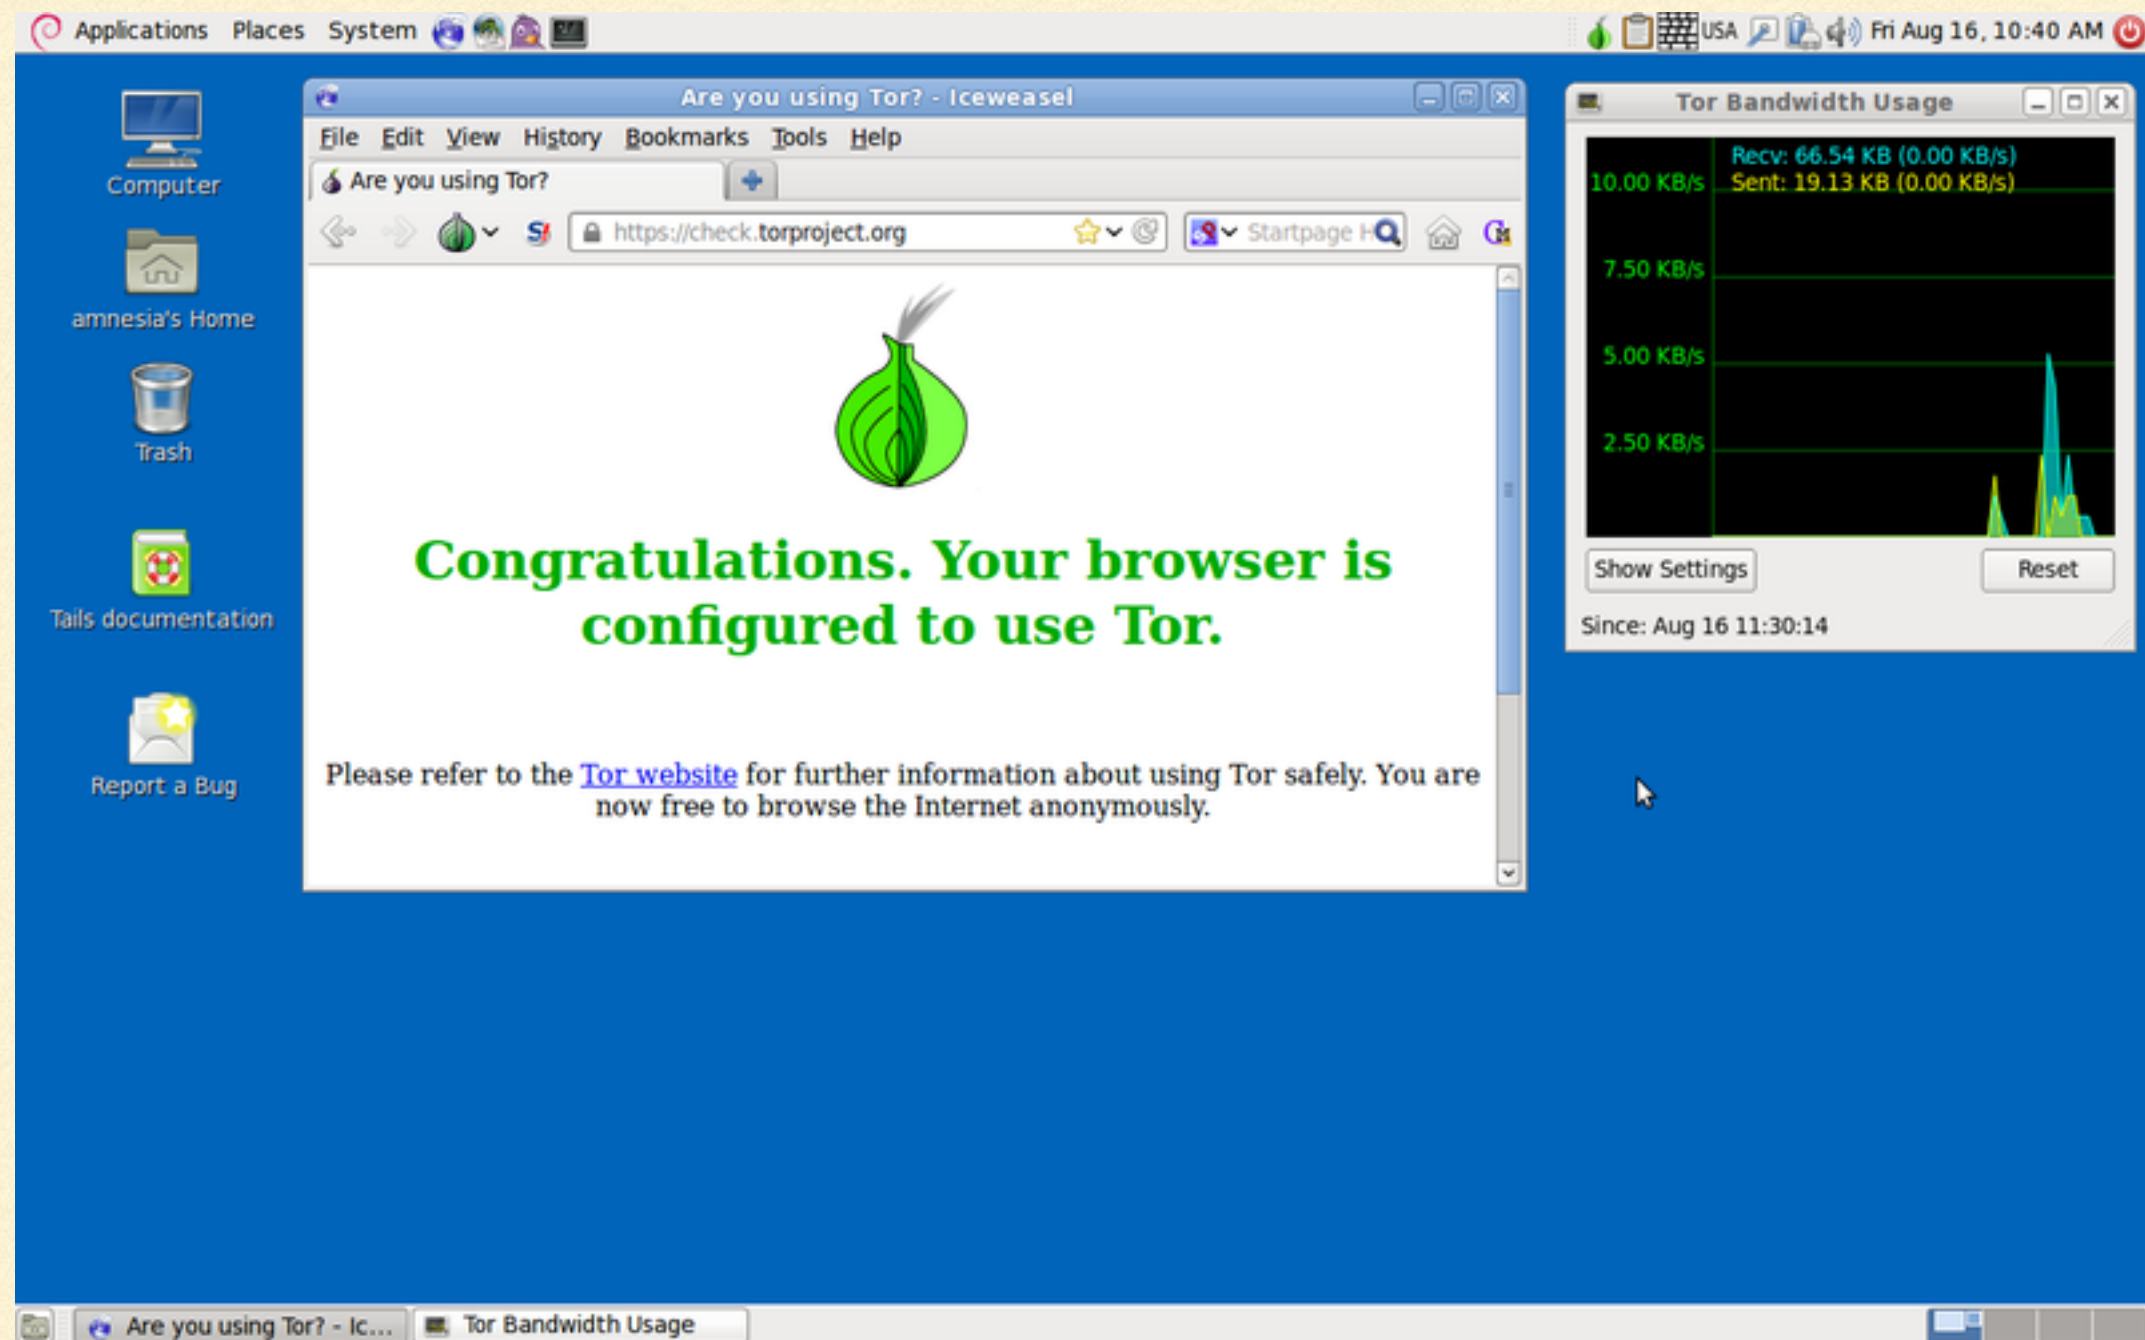 Applications Places System USA Fri Aug 16, 10:40 AM
Computer
amnesia's Home
Trash
Tails documentation
Report a Bug
Are you using Tor? - Iceweasel
File Edit View History Bookmarks Tools Help
Are you using Tor?
https://check.torproject.org Startpage H
Congratulations. Your browser is
configured to use Tor.
Please refer to the Tor website for further information about using Tor safely. You are
now free to browse the Internet anonymously.
Tor Bandwidth Usage
Recv: 66.54 KB (0.00 KB/s)
Sent: 19.13 KB (0.00 KB/s)
10.00 KB/s
7.50 KB/s
5.00 KB/s
2.50 KB/s
Show Settings Reset
Since: Aug 16 11:30:14
Are you using Tor? - Ic... Tor Bandwidth Usage